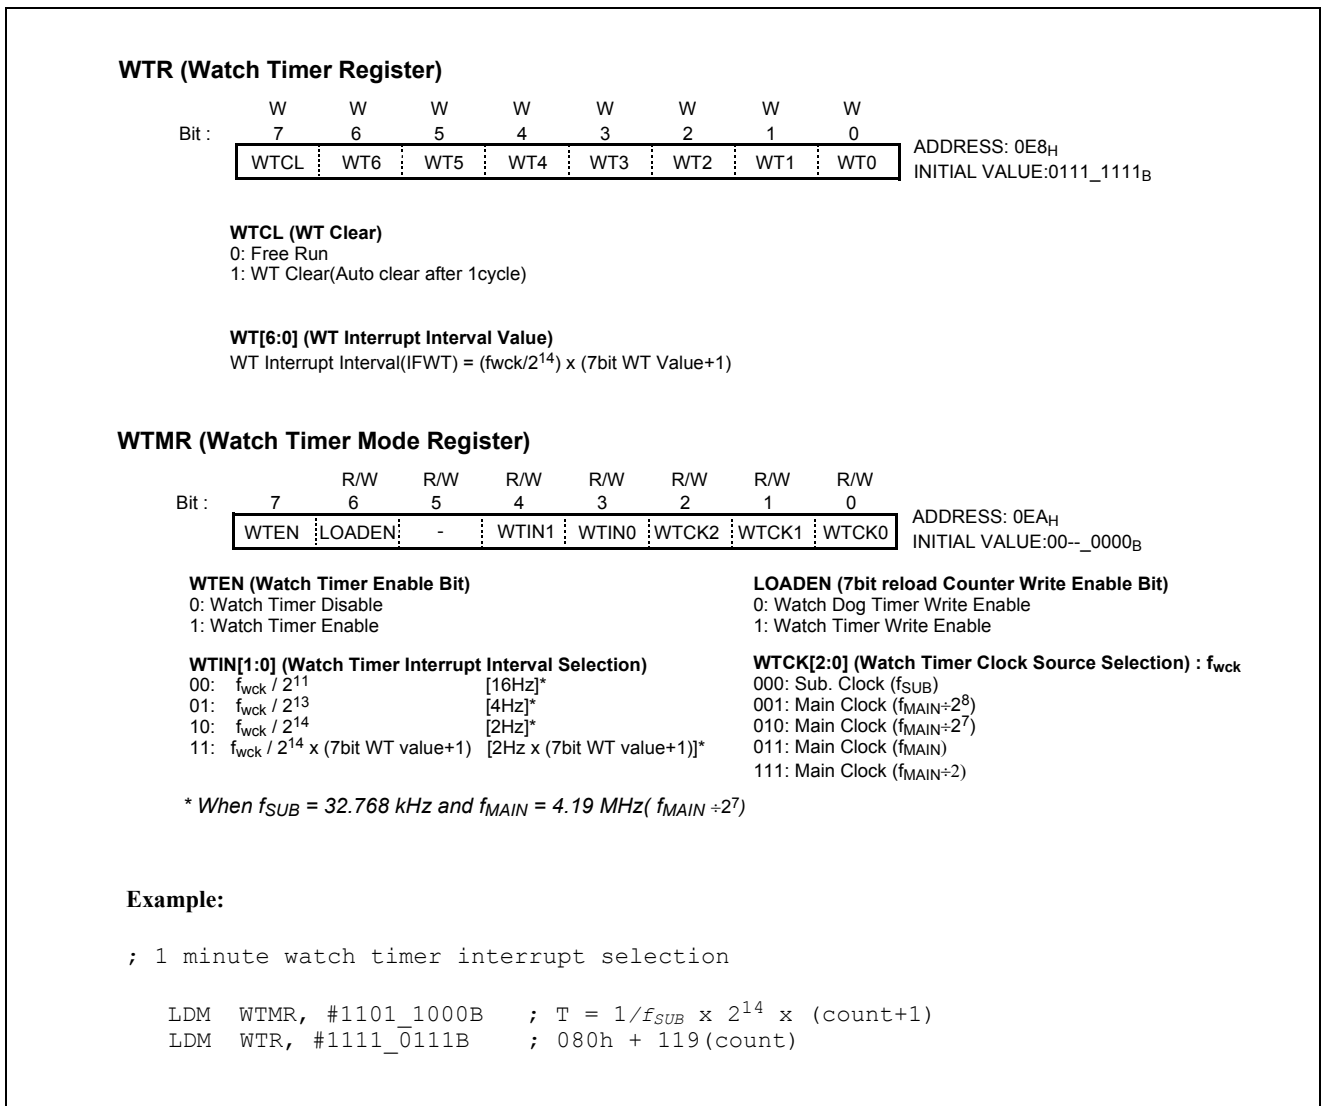 WTR (Watch Timer Register)
W W W W W W W W
Bit : 7 6 5 4 3 2 1 0
WTCL WT6 WT5 WT4 WT3 WT2 WT1 WT0
ADDRESS: 0E8H
INITIAL VALUE:0111_1111B
WTCL (WT Clear)
0: Free Run
1: WT Clear(Auto clear after 1cycle)
WT[6:0] (WT Interrupt Interval Value)
WT Interrupt Interval(IFWT) = (fwck/2^14) x (7bit WT Value+1)
WTMR (Watch Timer Mode Register)
R/W R/W R/W R/W R/W R/W R/W
Bit : 7 6 5 4 3 2 1 0
WTEN LOADEN - WTIN1 WTIN0 WTCK2 WTCK1 WTCK0
ADDRESS: 0EAH
INITIAL VALUE:00--_0000B
WTEN (Watch Timer Enable Bit)
0: Watch Timer Disable
1: Watch Timer Enable
LOADEN (7bit reload Counter Write Enable Bit)
0: Watch Dog Timer Write Enable
1: Watch Timer Write Enable
WTIN[1:0] (Watch Timer Interrupt Interval Selection)
00: fwck / 2^11 [16Hz]*
01: fwck / 2^13 [4Hz]*
10: fwck / 2^14 [2Hz]*
11: fwck / 2^14 x (7bit WT value+1) [2Hz x (7bit WT value+1)]*
WTCK[2:0] (Watch Timer Clock Source Selection) : fwck
000: Sub. Clock (fSUB)
001: Main Clock (fMAIN÷2^8)
010: Main Clock (fMAIN÷2^7)
011: Main Clock (fMAIN)
111: Main Clock (fMAIN÷2)
* When fSUB = 32.768 kHz and fMAIN = 4.19 MHz( fMAIN ÷2^7)
Example:
; 1 minute watch timer interrupt selection
LDM WTMR, #1101_1000B ; T = 1/fSUB x 2^14 x (count+1)
LDM WTR, #1111_0111B ; 080h + 119(count)